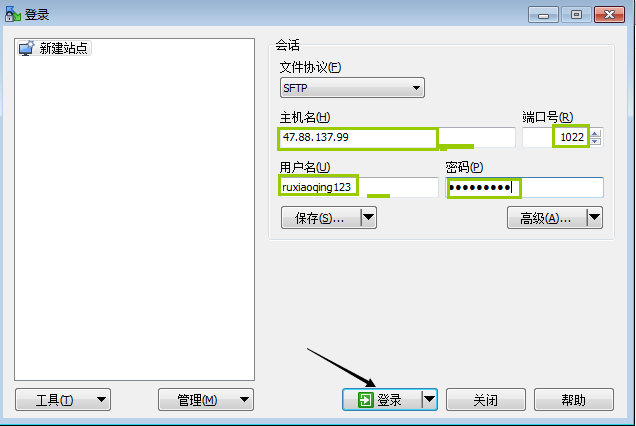 登录
新建站点
会话
文件协议(F)
SFTP
主机名(H) 端口号(R)
47.88.137.99 1022
用户名(U) 密码(P)
ruxiaoqing123 •••••••••
保存(S)... 高级(A)...
工具(T) 管理(M) 登录 关闭 帮助